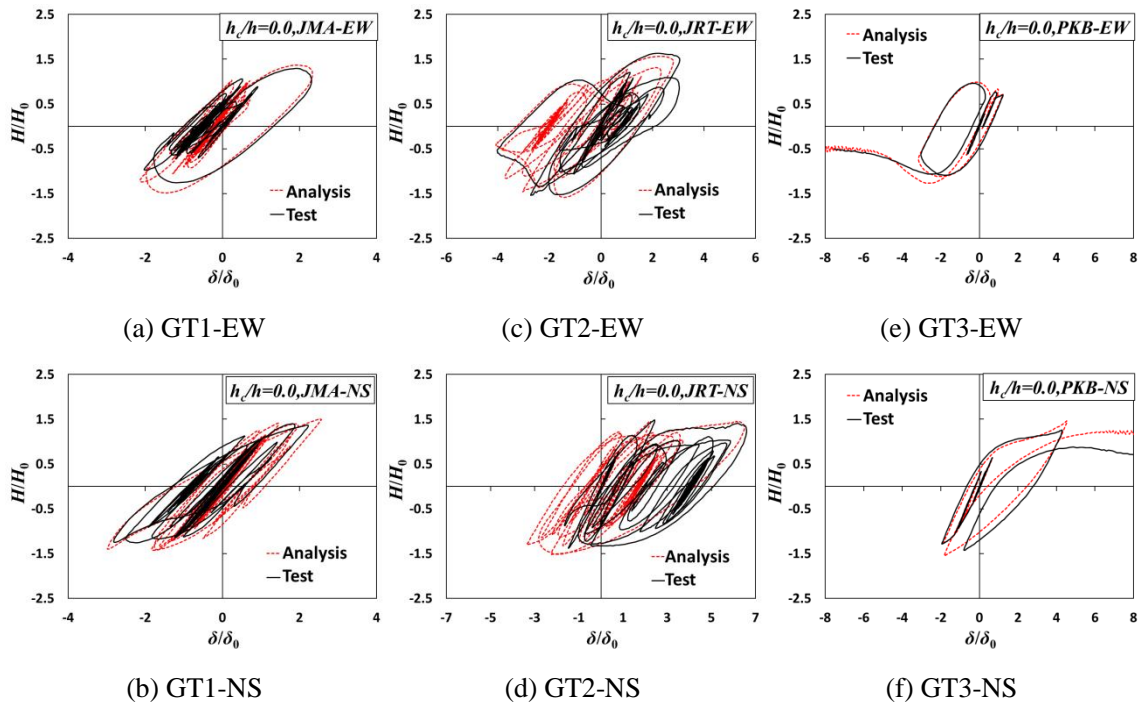 h_c/h=0.0,JMA-EW
2.5
1.5
0.5
-0.5
-1.5
-2.5
H/H_0
Analysis
Test
-4 -2 0 2 4
δ/δ_0
(a) GT1-EW
h_c/h=0.0,JRT-EW
2.5
1.5
0.5
-0.5
-1.5
-2.5
H/H_0
Analysis
Test
-6 -4 -2 0 2 4 6
δ/δ_0
(c) GT2-EW
h_c/h=0.0,PKB-EW
Analysis
Test
2.5
1.5
0.5
-0.5
-1.5
-2.5
H/H_0
-8 -6 -4 -2 0 2 4 6 8
δ/δ_0
(e) GT3-EW
h_c/h=0.0,JMA-NS
2.5
1.5
0.5
-0.5
-1.5
-2.5
H/H_0
Analysis
Test
-4 -2 0 2 4
δ/δ_0
(b) GT1-NS
h_c/h=0.0,JRT-NS
2.5
1.5
0.5
-0.5
-1.5
-2.5
H/H_0
Analysis
Test
-7 -5 -3 -1 1 3 5 7
δ/δ_0
(d) GT2-NS
h_c/h=0.0,PKB-NS
Analysis
Test
2.5
1.5
0.5
-0.5
-1.5
-2.5
H/H_0
-8 -6 -4 -2 0 2 4 6 8
δ/δ_0
(f) GT3-NS